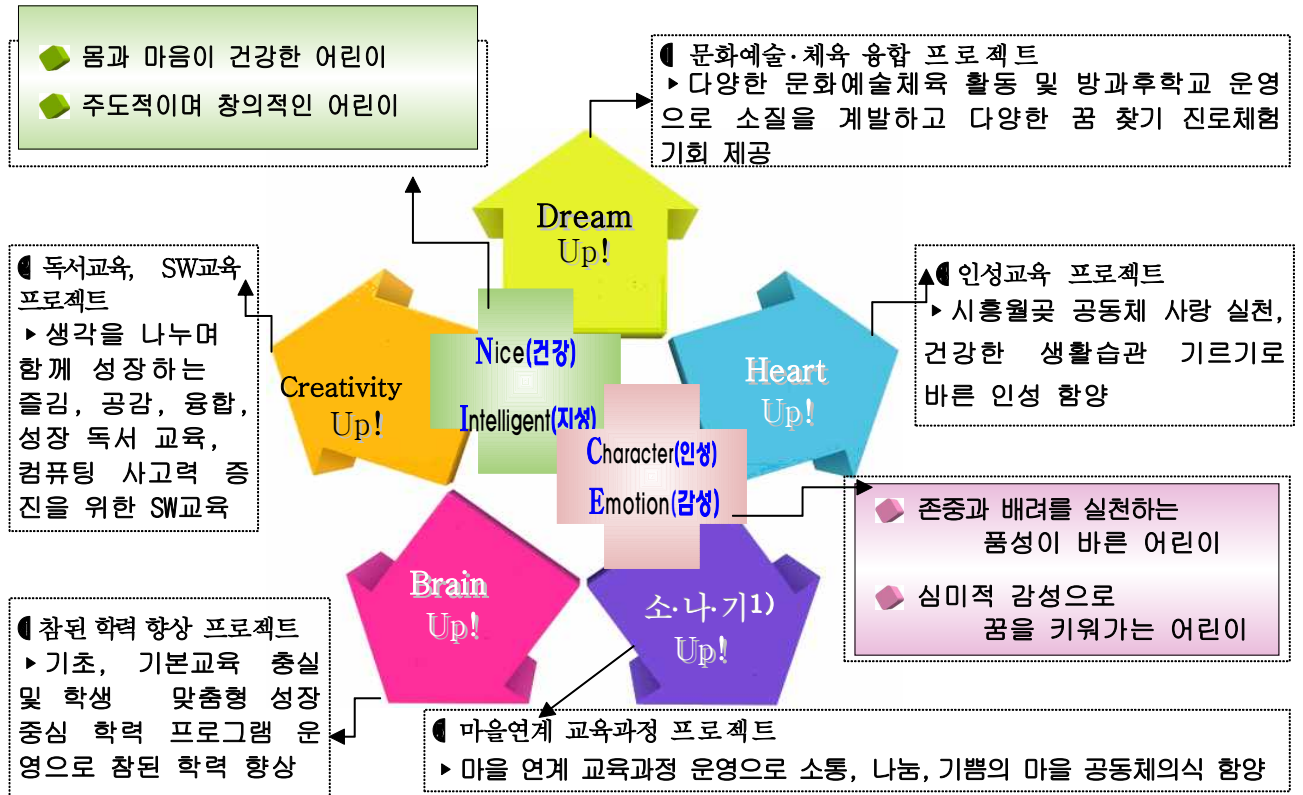 몸과 마음이 건강한 어린이
주도적이며 창의적인 어린이
◖ 문화예술·체육 융합 프로젝트
▸다양한 문화예술체육 활동 및 방과후학교 운영
으로 소질을 계발하고 다양한 꿈 찾기 진로체험
기회 제공
Dream
Up!
◖ 독서교육, SW교육
프로젝트
▸생각을 나누며
함께 성장하는
즐김, 공감, 융합,
성장 독서 교육,
컴퓨팅 사고력 증
진을 위한 SW교육
Creativity
Up!
Nice(건강)
Intelligent(지성)
Character(인성)
Emotion(감성)
Heart
Up!
◖인성교육 프로젝트
▸시흥월곶 공동체 사랑 실천,
건강한 생활습관 기르기로
바른 인성 함양
존중과 배려를 실천하는
품성이 바른 어린이
심미적 감성으로
꿈을 키워가는 어린이
Brain
Up!
소·나·기1)
Up!
◖참된 학력 향상 프로젝트
▸기초, 기본교육 충실
및 학생 맞춤형 성장
중심 학력 프로그램 운
영으로 참된 학력 향상
◖ 마을연계 교육과정 프로젝트
▸마을 연계 교육과정 운영으로 소통, 나눔, 기쁨의 마을 공동체의식 함양